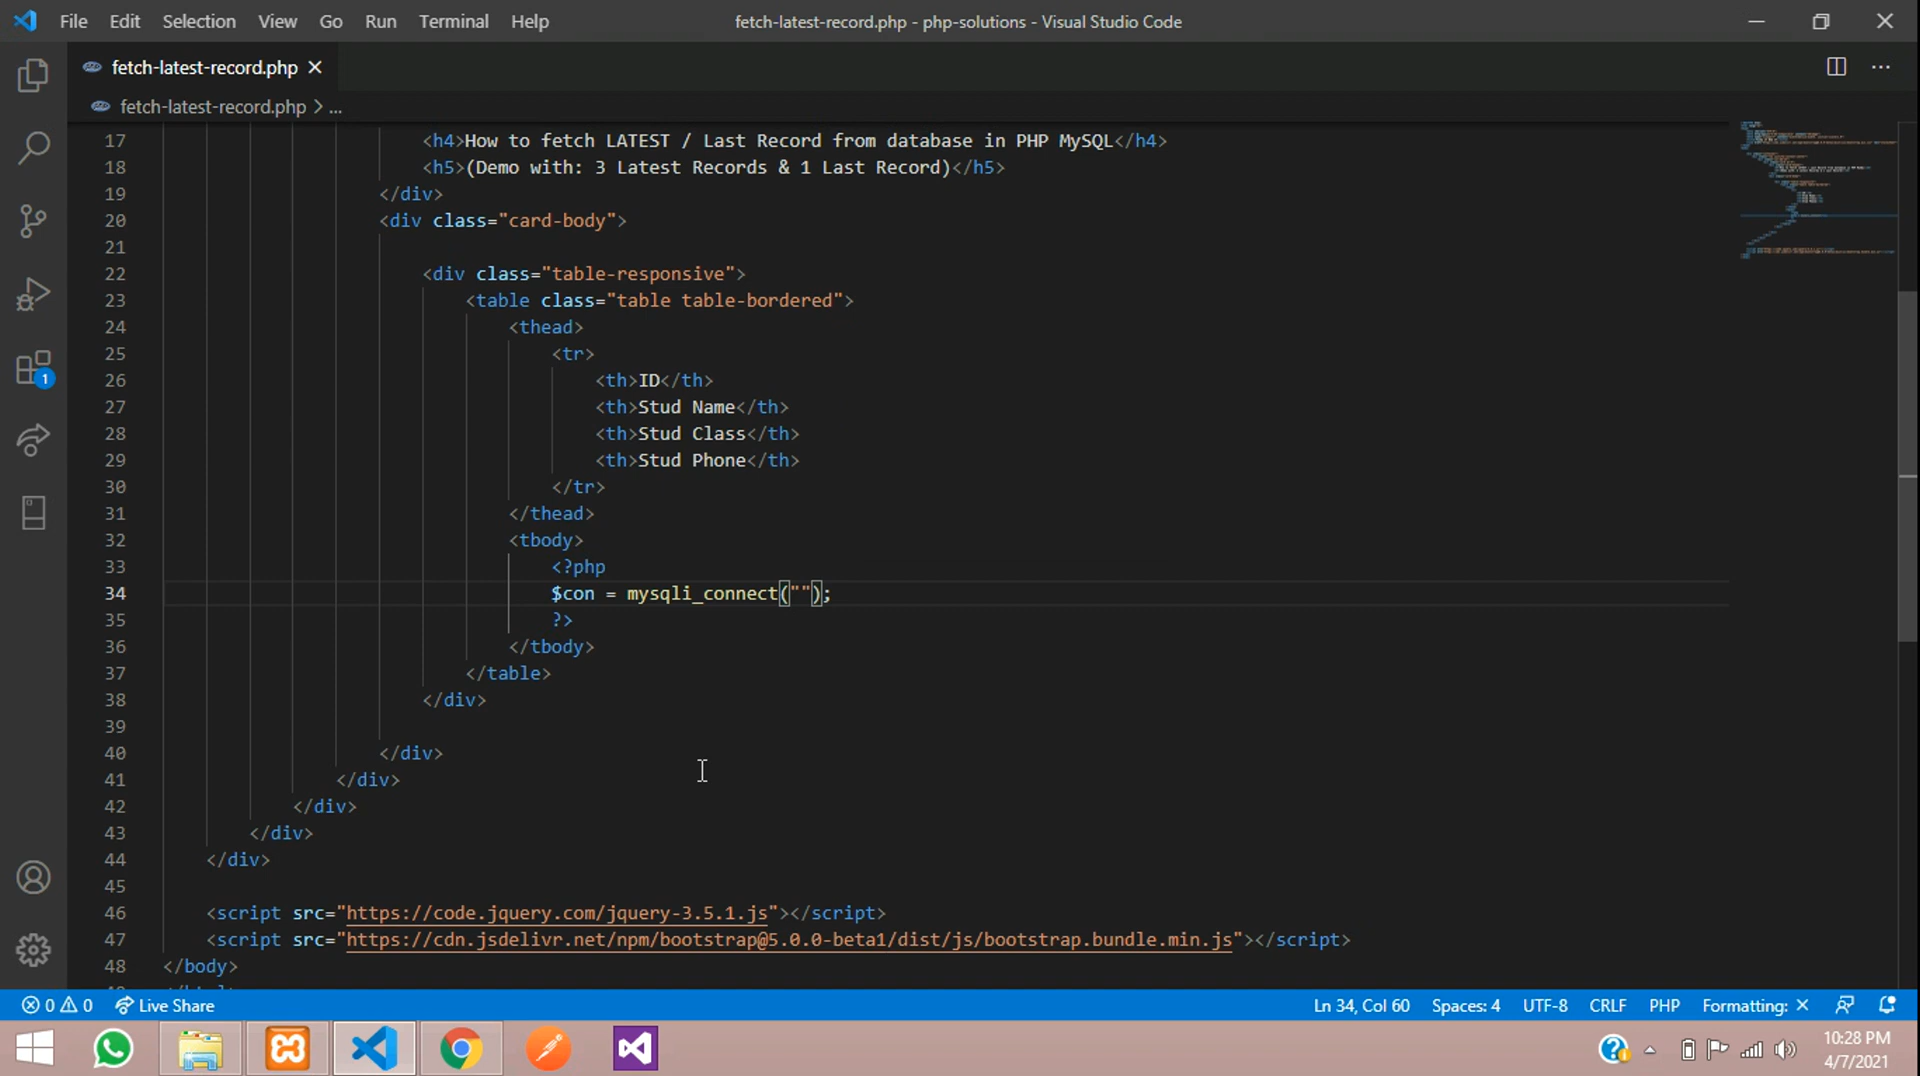 File Edit Selection View Go Run Terminal Help fetch-latest-record.php - php-solutions - Visual Studio Code
fetch-latest-record.php
fetch-latest-record.php > ...
17 <h4>How to fetch LATEST / Last Record from database in PHP MySQL</h4>
18 <h5>(Demo with: 3 Latest Records & 1 Last Record)</h5>
19 </div>
20 <div class="card-body">
21
22 <div class="table-responsive">
23 <table class="table table-bordered">
24 <thead>
25 <tr>
26 <th>ID</th>
27 <th>Stud Name</th>
28 <th>Stud Class</th>
29 <th>Stud Phone</th>
30 </tr>
31 </thead>
32 <tbody>
33 <?php
34 $con = mysqli_connect("");
35 ?>
36 </tbody>
37 </table>
38 </div>
39
40 </div>
41 </div>
42 </div>
43 </div>
44 </div>
45
46 <script src="https://code.jquery.com/jquery-3.5.1.js"></script>
47 <script src="https://cdn.jsdelivr.net/npm/bootstrap@5.0.0-beta1/dist/js/bootstrap.bundle.min.js"></script>
48 </body>
1
0 0 Live Share Ln 34, Col 60 Spaces: 4 UTF-8 CRLF PHP Formatting: ×
10:28 PM
4/7/2021